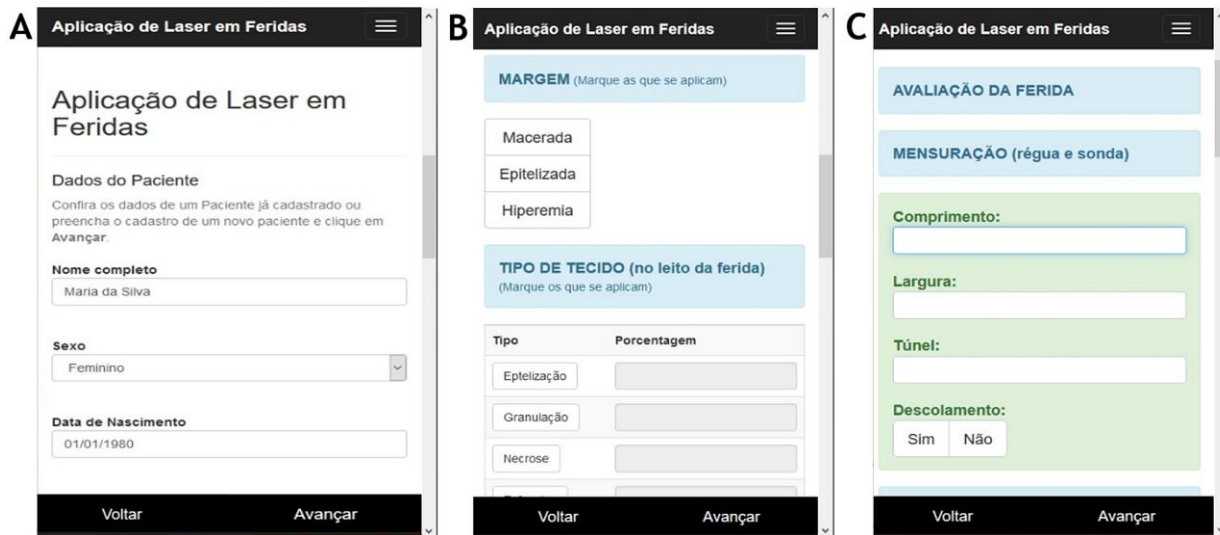 A
Aplicação de Laser em Feridas
Aplicação de Laser em
Feridas
Dados do Paciente
Confira os dados de um Paciente já cadastrado ou
preencha o cadastro de um novo paciente e clique em
Avançar.
Nome completo
Maria da Silva
Sexo
Feminino
Data de Nascimento
01/01/1980
Voltar Avançar
B
Aplicação de Laser em Feridas
MARGEM (Marque as que se aplicam)
Macerada
Epitelizada
Hiperemia
TIPO DE TECIDO (no leito da ferida)
(Marque os que se aplicam)
Tipo Porcentagem
Eptelização
Granulação
Necrose
Voltar Avançar
C
Aplicação de Laser em Feridas
AVALIAÇÃO DA FERIDA
MENSURAÇÃO (régua e sonda)
Comprimento:
Largura:
Túnel:
Descolamento:
Sim Não
Voltar Avançar